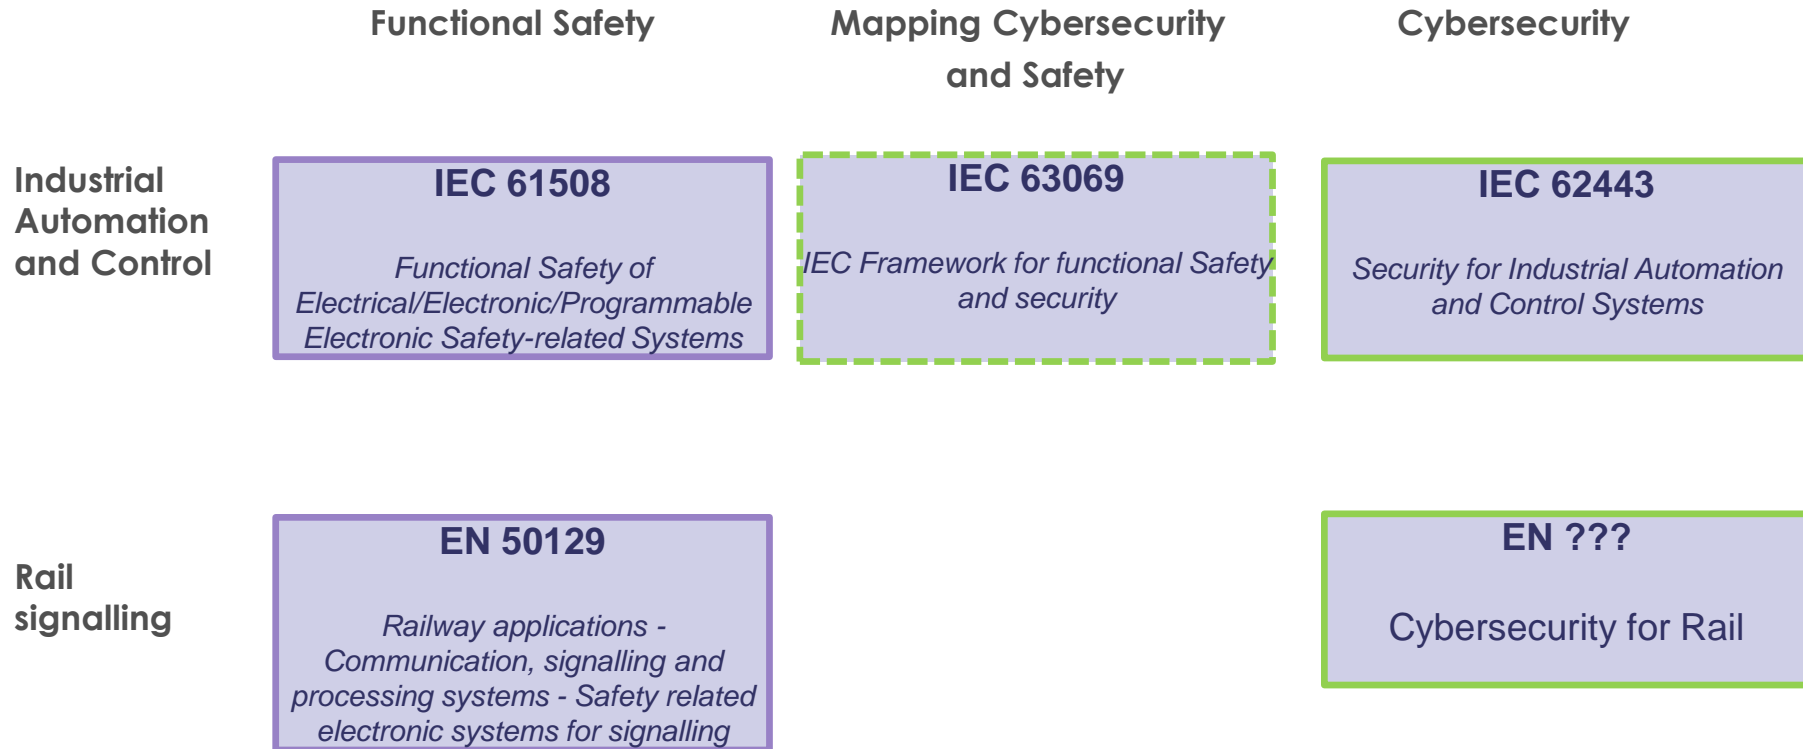 Functional Safety
Mapping Cybersecurity
and Safety
Cybersecurity
Industrial
Automation
and Control
IEC 61508
Functional Safety of
Electrical/Electronic/Programmable
Electronic Safety-related Systems
IEC 63069
IEC Framework for functional Safety
and security
IEC 62443
Security for Industrial Automation
and Control Systems
Rail
signalling
EN 50129
Railway applications -
Communication, signalling and
processing systems - Safety related
electronic systems for signalling
EN ???
Cybersecurity for Rail